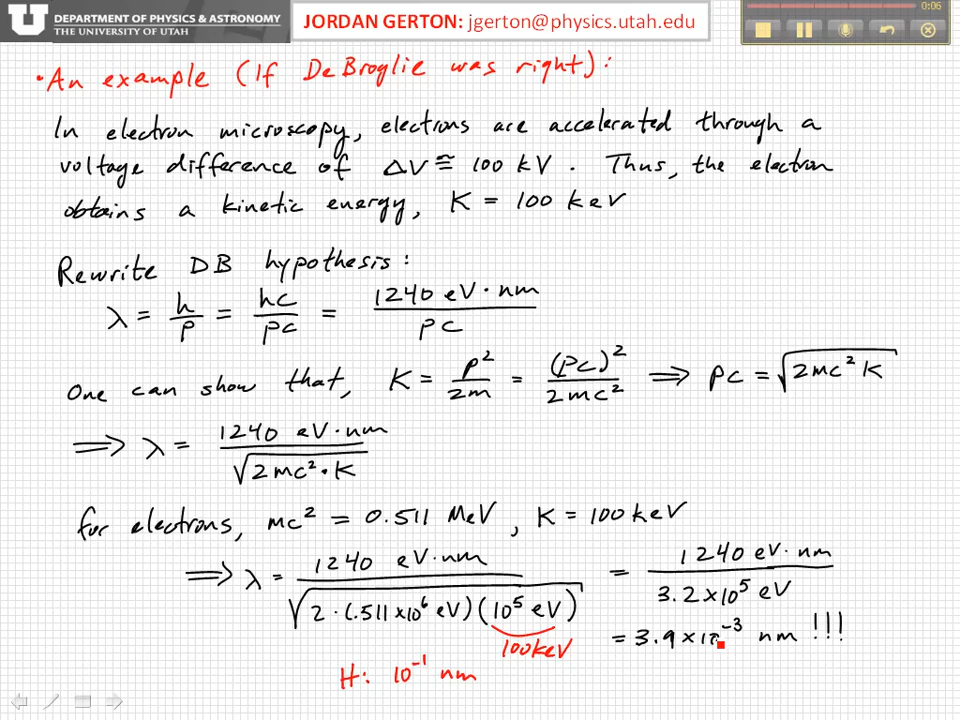 DEPARTMENT OF PHYSICS & ASTRONOMY
THE UNIVERSITY OF UTAH
JORDAN GERTON: jgerton@physics.utah.edu
0:06
• An example (If DeBroglie was right):
In electron microscopy, electrons are accelerated through a
voltage difference of ΔV ≅ 100 kV. Thus, the electron
obtains a kinetic energy, K = 100 keV
Rewrite DB hypothesis:
λ = h/p = hc/pc = 1240 eV·nm / pc
One can show that, K = p²/2m = (pc)²/2mc² ⟹ pc = √(2mc²K)
⟹ λ = 1240 eV·nm / √(2mc²·K)
for electrons, mc² = 0.511 MeV, K = 100 keV
⟹ λ = 1240 eV·nm / √(2·(.511×10⁶ eV)(10⁵ eV)) = 1240 eV·nm / 3.2×10⁵ eV
100keV
= 3.9×10⁻³ nm !!!
H: 10⁻¹ nm